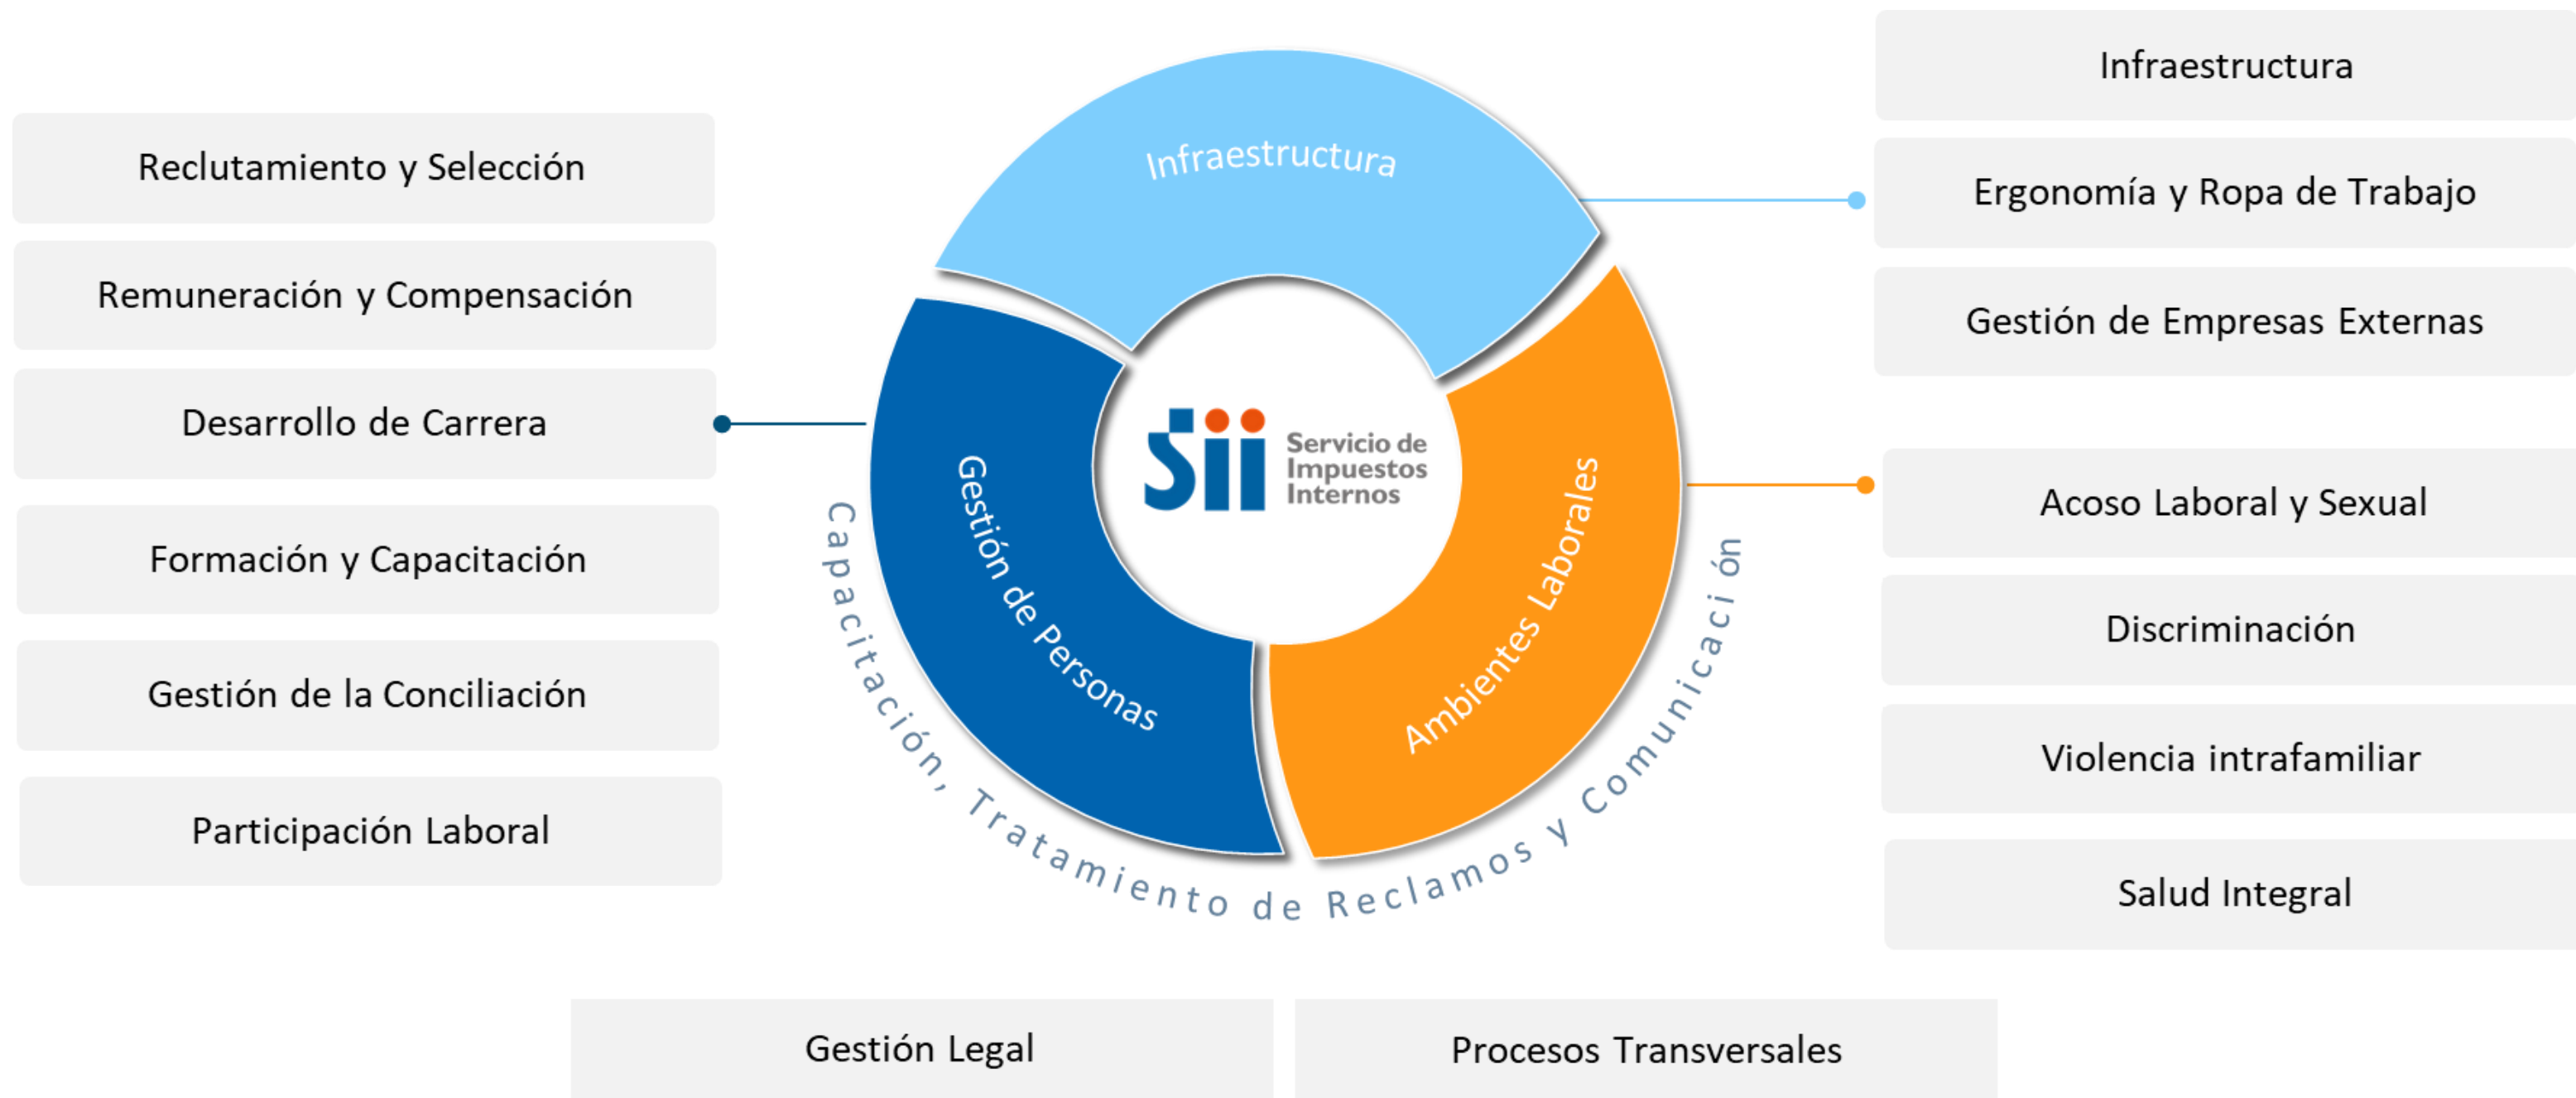 Reclutamiento y Selección
Remuneración y Compensación
Desarrollo de Carrera
Formación y Capacitación
Gestión de la Conciliación
Participación Laboral
Infraestructura
Gestión de Personas
Ambientes Laborales
Sii
Servicio de
Impuestos
Internos
Capacitación, Tratamiento de Reclamos y Comunicación
Infraestructura
Ergonomía y Ropa de Trabajo
Gestión de Empresas Externas
Acoso Laboral y Sexual
Discriminación
Violencia intrafamiliar
Salud Integral
Gestión Legal
Procesos Transversales